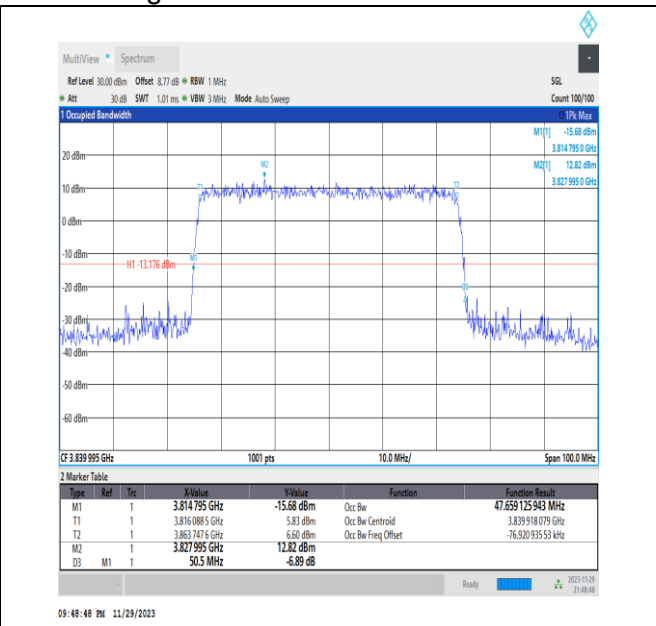 MultiView Spectrum
Ref Level 30.00 dBm Offset 8.77 dB RBW 1 MHz SGL
Att 30 dB SWT 1.01 ms VBW 3 MHz Mode Auto Sweep Count 100/100
1 Occupied Bandwidth 1Pk Max
M1[1] -15.68 dBm
3.814 795 0 GHz
M2[1] 12.82 dBm
3.827 995 0 GHz
20 dBm
M2
T1 T2
10 dBm
0 dBm
-10 dBm
M1
H1 -13.176 dBm
-20 dBm
D3
-30 dBm
-40 dBm
-50 dBm
-60 dBm
CF 3.839 995 GHz 1001 pts 10.0 MHz/ Span 100.0 MHz
2 Marker Table
Type Ref Trc X-Value Y-Value Function Function Result
M1 1 3.814 795 GHz -15.68 dBm Occ Bw 47.659 125 943 MHz
T1 1 3.816 088 5 GHz 5.83 dBm Occ Bw Centroid 3.839 918 079 GHz
T2 1 3.863 747 6 GHz 6.60 dBm Occ Bw Freq Offset -76.920 935 53 kHz
M2 1 3.827 995 GHz 12.82 dBm
D3 M1 1 50.5 MHz -6.89 dB
Ready 2023-11-29
21:48:48
09:48:48 PM 11/29/2023